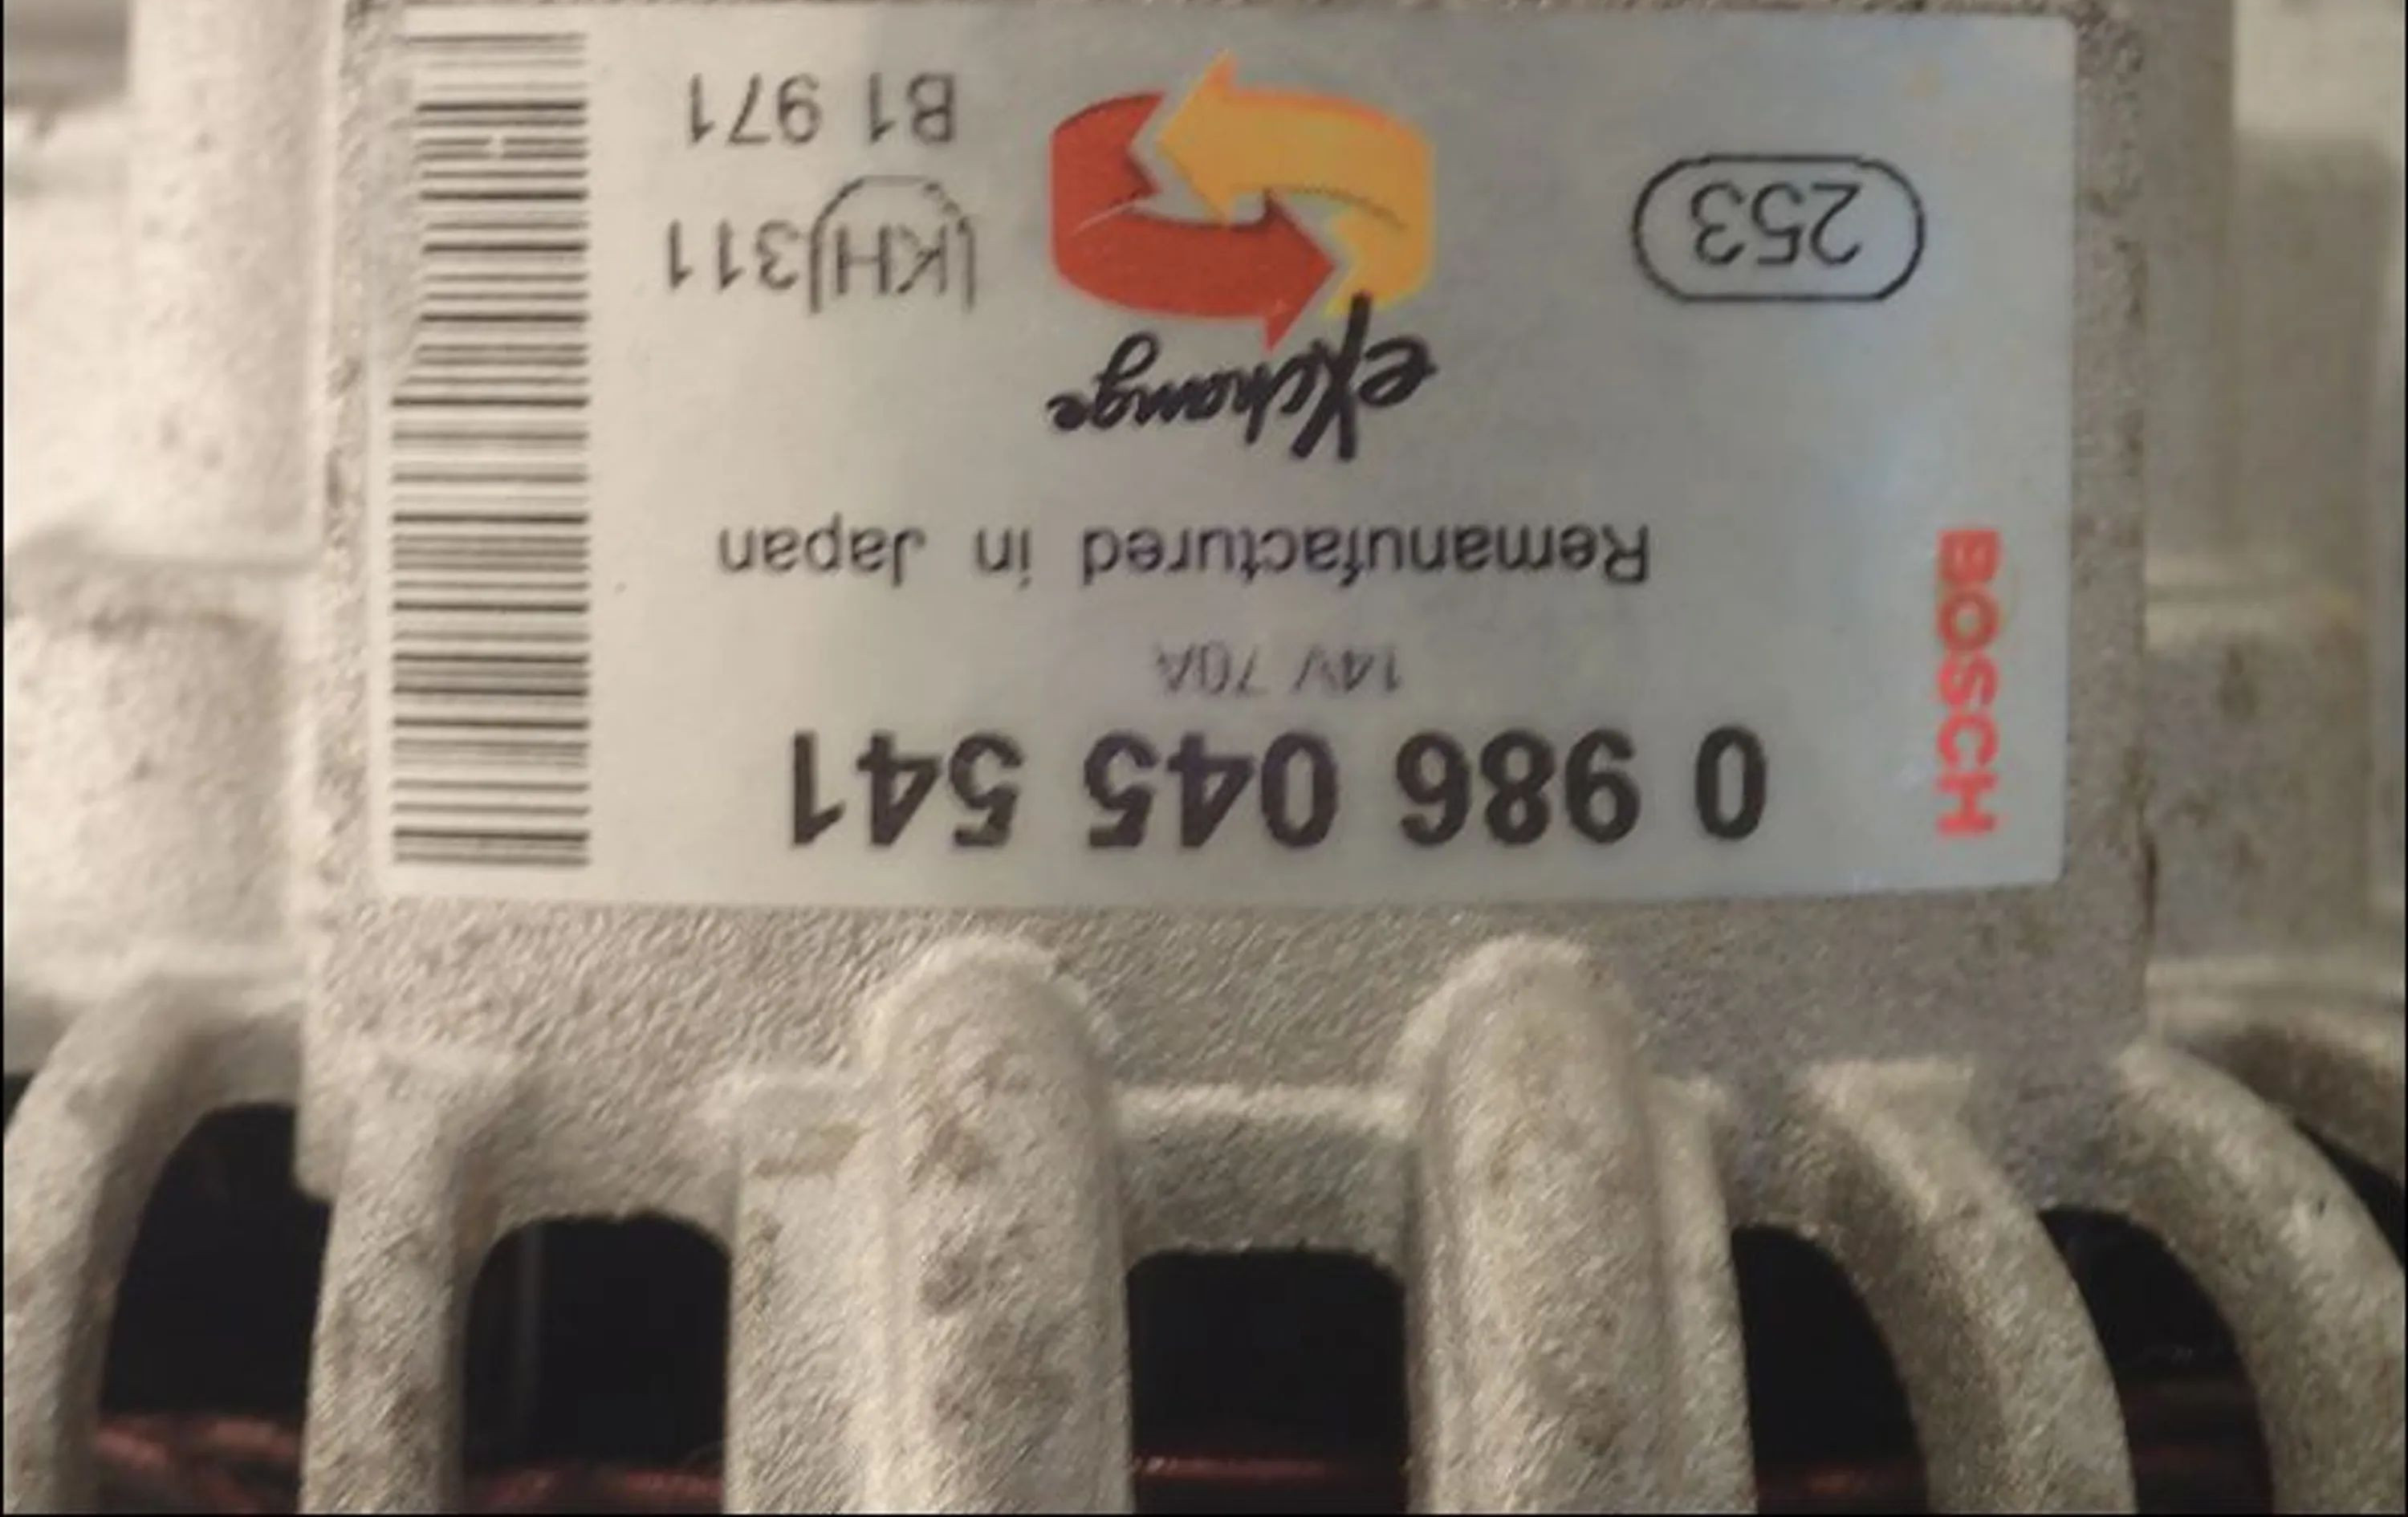 BOSCH
0 986 045 541
14V 70A
Remanufactured in Japan
eXchange
253
KH 311
B1 971